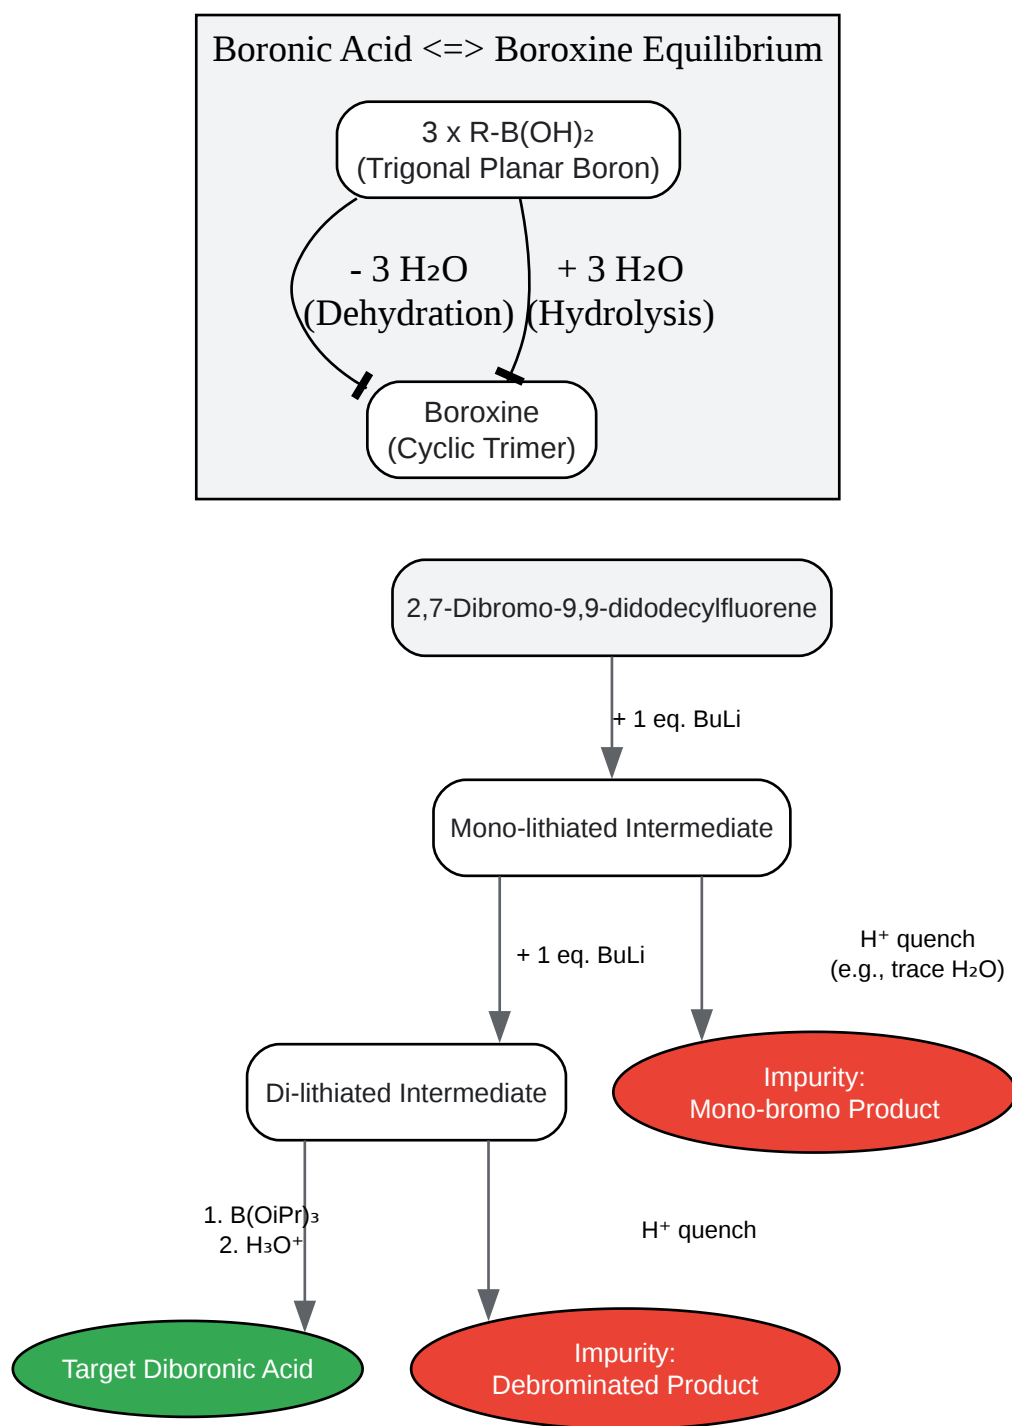 Boronic Acid <=> Boroxine Equilibrium
3 x R-B(OH)₂
(Trigonal Planar Boron)
- 3 H₂O
(Dehydration)
+ 3 H₂O
(Hydrolysis)
Boroxine
(Cyclic Trimer)
2,7-Dibromo-9,9-didodecylfluorene
+ 1 eq. BuLi
Mono-lithiated Intermediate
+ 1 eq. BuLi
H⁺ quench
(e.g., trace H₂O)
Di-lithiated Intermediate
Impurity:
Mono-bromo Product
1. B(OiPr)₃
2. H₃O⁺
H⁺ quench
Target Diboronic Acid
Impurity:
Debrominated Product